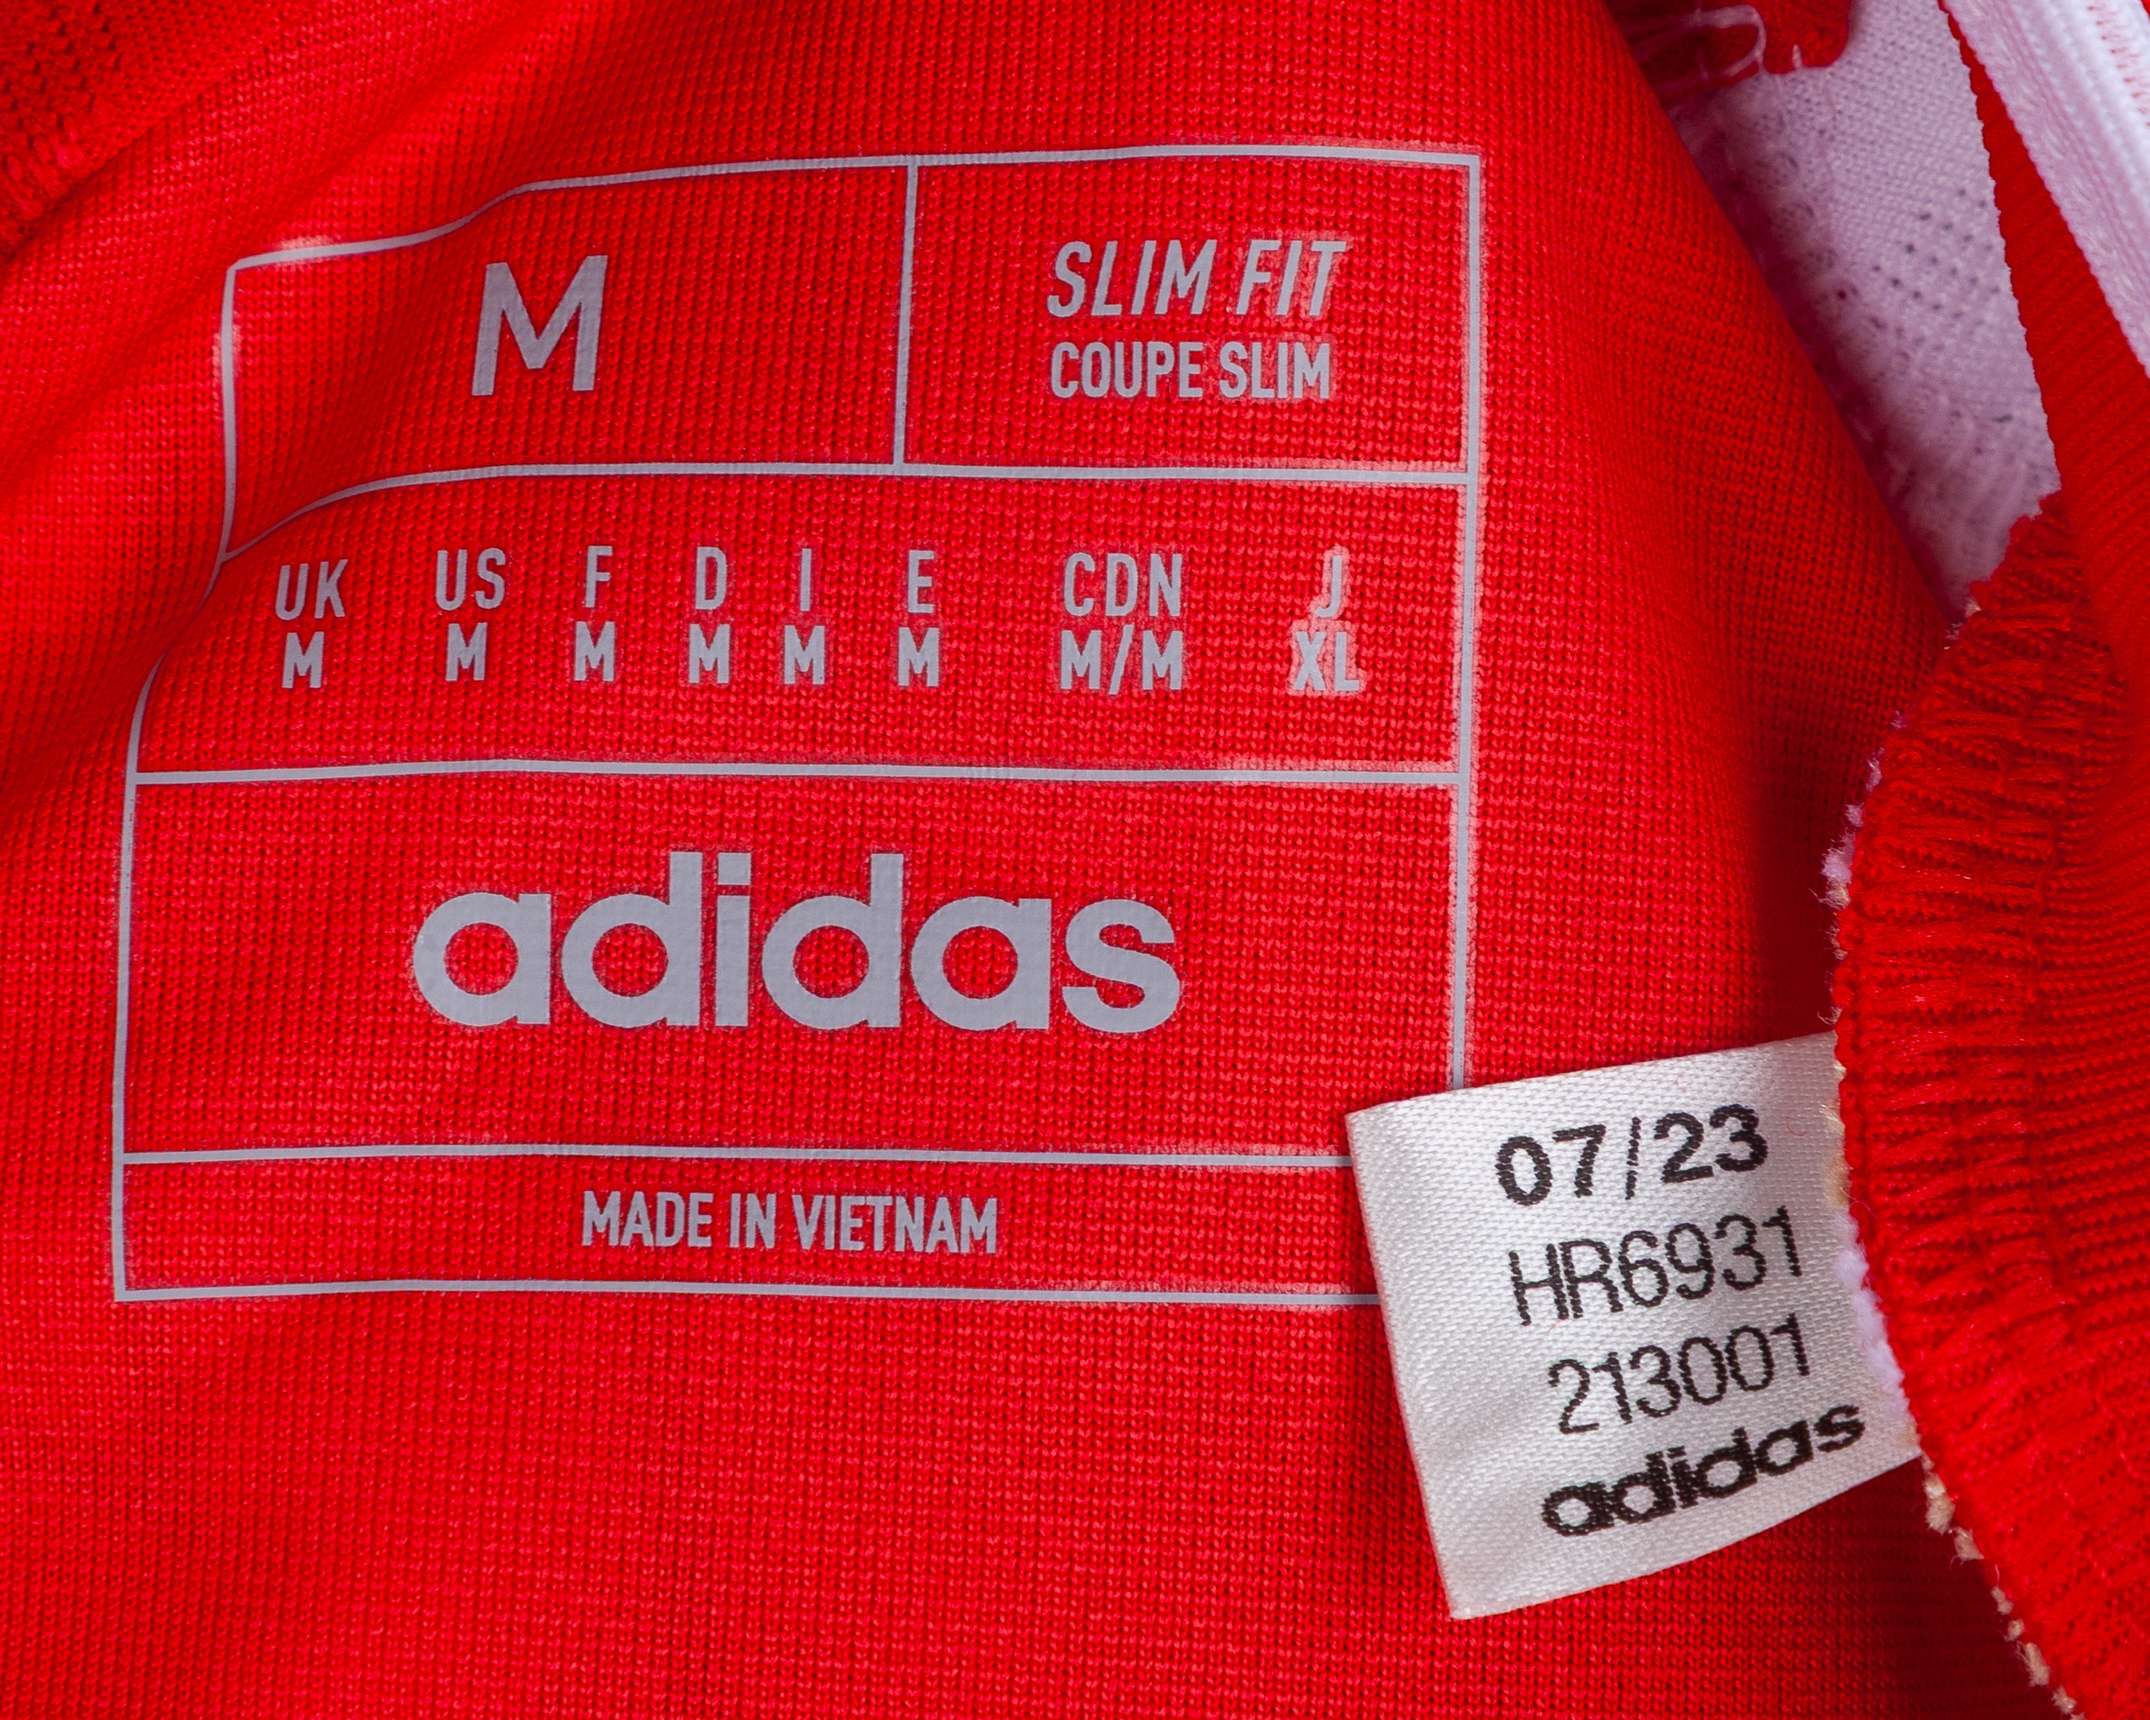 M
SLIM FIT
COUPE SLIM
UK US F D I E CDN J
M M M M M M M/M XL
adidas
MADE IN VIETNAM
07/23
HR6931
213001
adidas